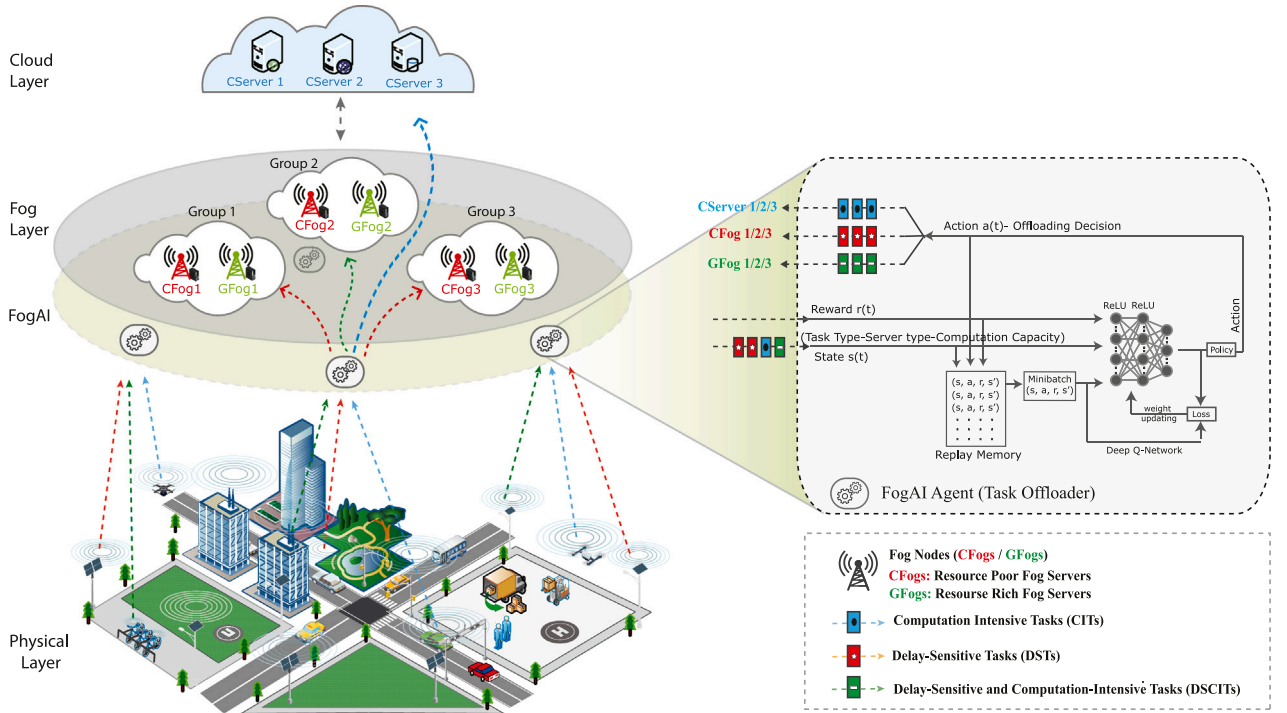 Cloud
Layer
CServer 1
CServer 2
CServer 3
Fog
Layer
Group 2
CFog2
GFog2
Group 1
CFog1
GFog1
Group 3
CFog3
GFog3
FogAI
Physical
Layer
H
CServer 1/2/3
CFog 1/2/3
GFog 1/2/3
Action a(t)- Offloading Decision
Reward r(t)
(Task Type-Server type-Computation Capacity)
State s(t)
ReLU ReLU
Action
Policy
(s, a, r, s')
(s, a, r, s')
(s, a, r, s')
Replay Memory
Minibatch
(s, a, r, s')
weight
updating
Loss
Deep Q-Network
FogAI Agent (Task Offloader)
Fog Nodes (CFogs / GFogs)
CFogs: Resource Poor Fog Servers
GFogs: Resourse Rich Fog Servers
Computation Intensive Tasks (CITs)
Delay-Sensitive Tasks (DSTs)
Delay-Sensitive and Computation-Intensive Tasks (DSCITs)